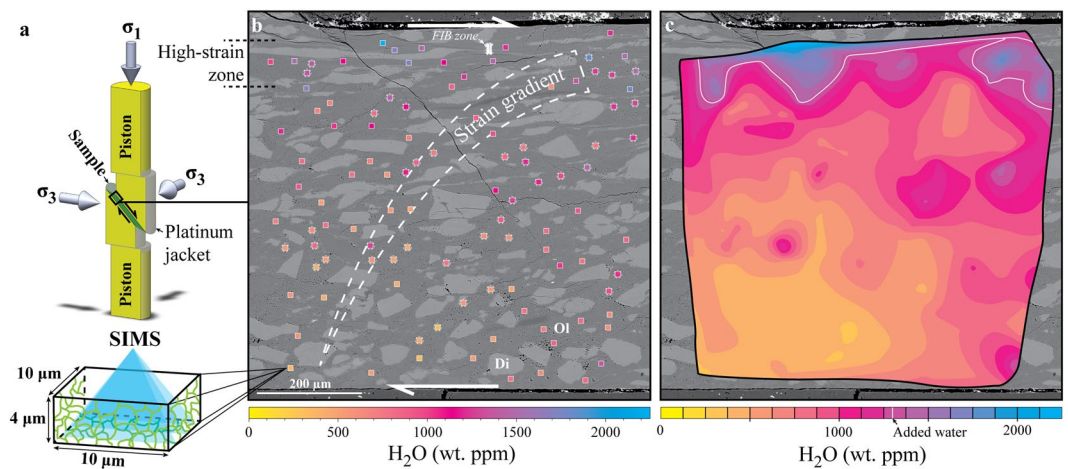 a
σ1
Piston
Sample
Piston
σ3
σ3
Platinum
jacket
Piston
SIMS
10 µm
4 µm
10 µm
High-strain
zone
b
FIB zone
Strain gradient
Ol
Di
200 µm
0
500
1000
1500
2000
H2O (wt. ppm)
c
0
1000
Added water
2000
H2O (wt. ppm)